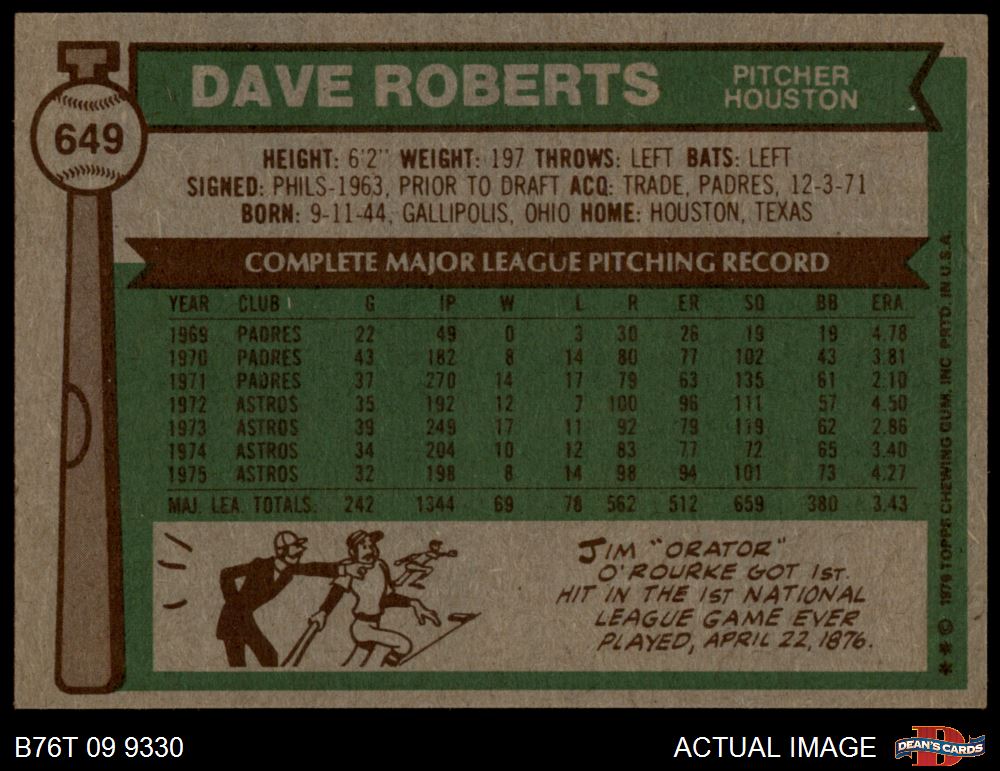 649
DAVE ROBERTS
PITCHER
HOUSTON
HEIGHT: 6'2" WEIGHT: 197 THROWS: LEFT BATS: LEFT
SIGNED: PHILS-1963, PRIOR TO DRAFT ACQ: TRADE, PADRES, 12-3-71
BORN: 9-11-44, GALLIPOLIS, OHIO HOME: HOUSTON, TEXAS
COMPLETE MAJOR LEAGUE PITCHING RECORD
YEAR CLUB G IP W L R ER SO BB ERA
1969 PADRES 22 49 0 3 30 26 19 19 4.78
1970 PADRES 43 182 8 14 80 77 102 43 3.81
1971 PADRES 37 270 14 17 79 63 135 61 2.10
1972 ASTROS 35 192 12 7 100 96 111 57 4.50
1973 ASTROS 39 249 17 11 92 79 119 62 2.86
1974 ASTROS 34 204 10 12 83 77 72 65 3.40
1975 ASTROS 32 198 8 14 98 94 101 73 4.27
MAJ. LEA. TOTALS. 242 1344 69 78 562 512 659 380 3.43
JIM "ORATOR"
O'ROURKE GOT 1ST.
HIT IN THE 1ST NATIONAL
LEAGUE GAME EVER
PLAYED, APRIL 22, 1876.
** © 1976 TOPPS CHEWING GUM, INC PRTD. IN U.S.A.
B76T 09 9330
ACTUAL IMAGE
D
DEAN'S CARDS